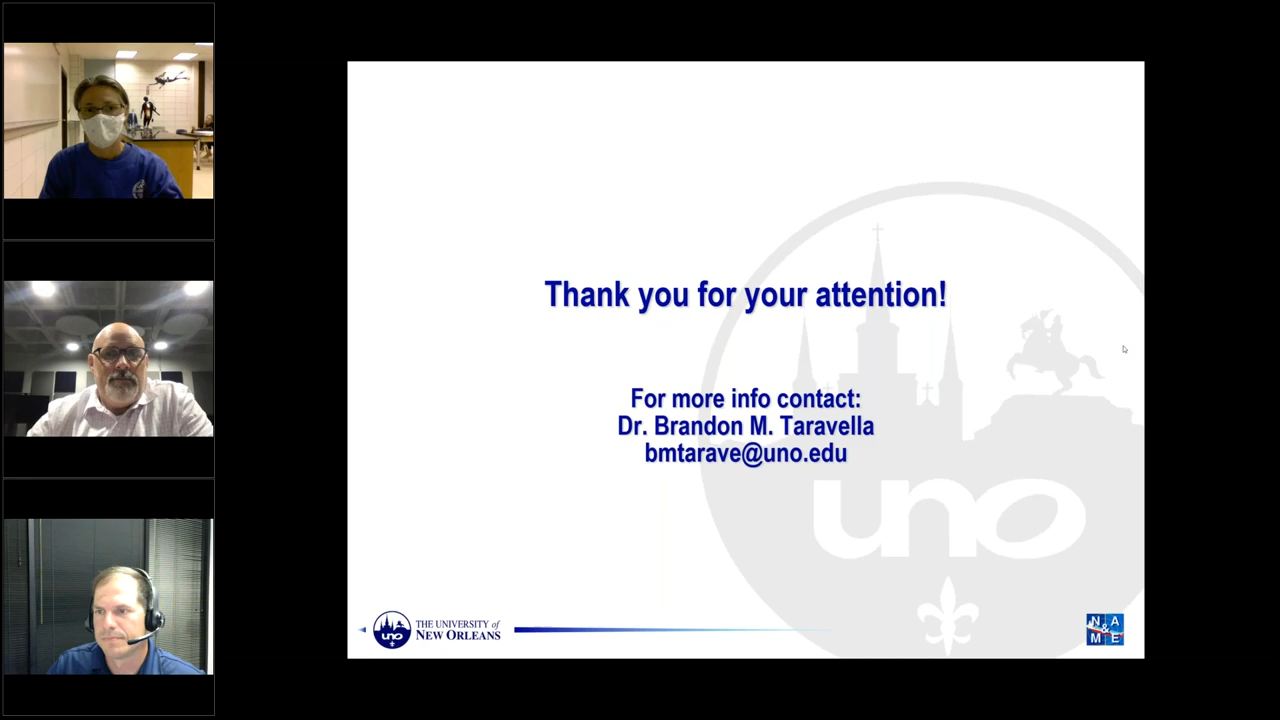 Thank you for your attention!
For more info contact:
Dr. Brandon M. Taravella
bmtarave@uno.edu
uno
uno
THE UNIVERSITY of
NEW ORLEANS
N A
&
M E